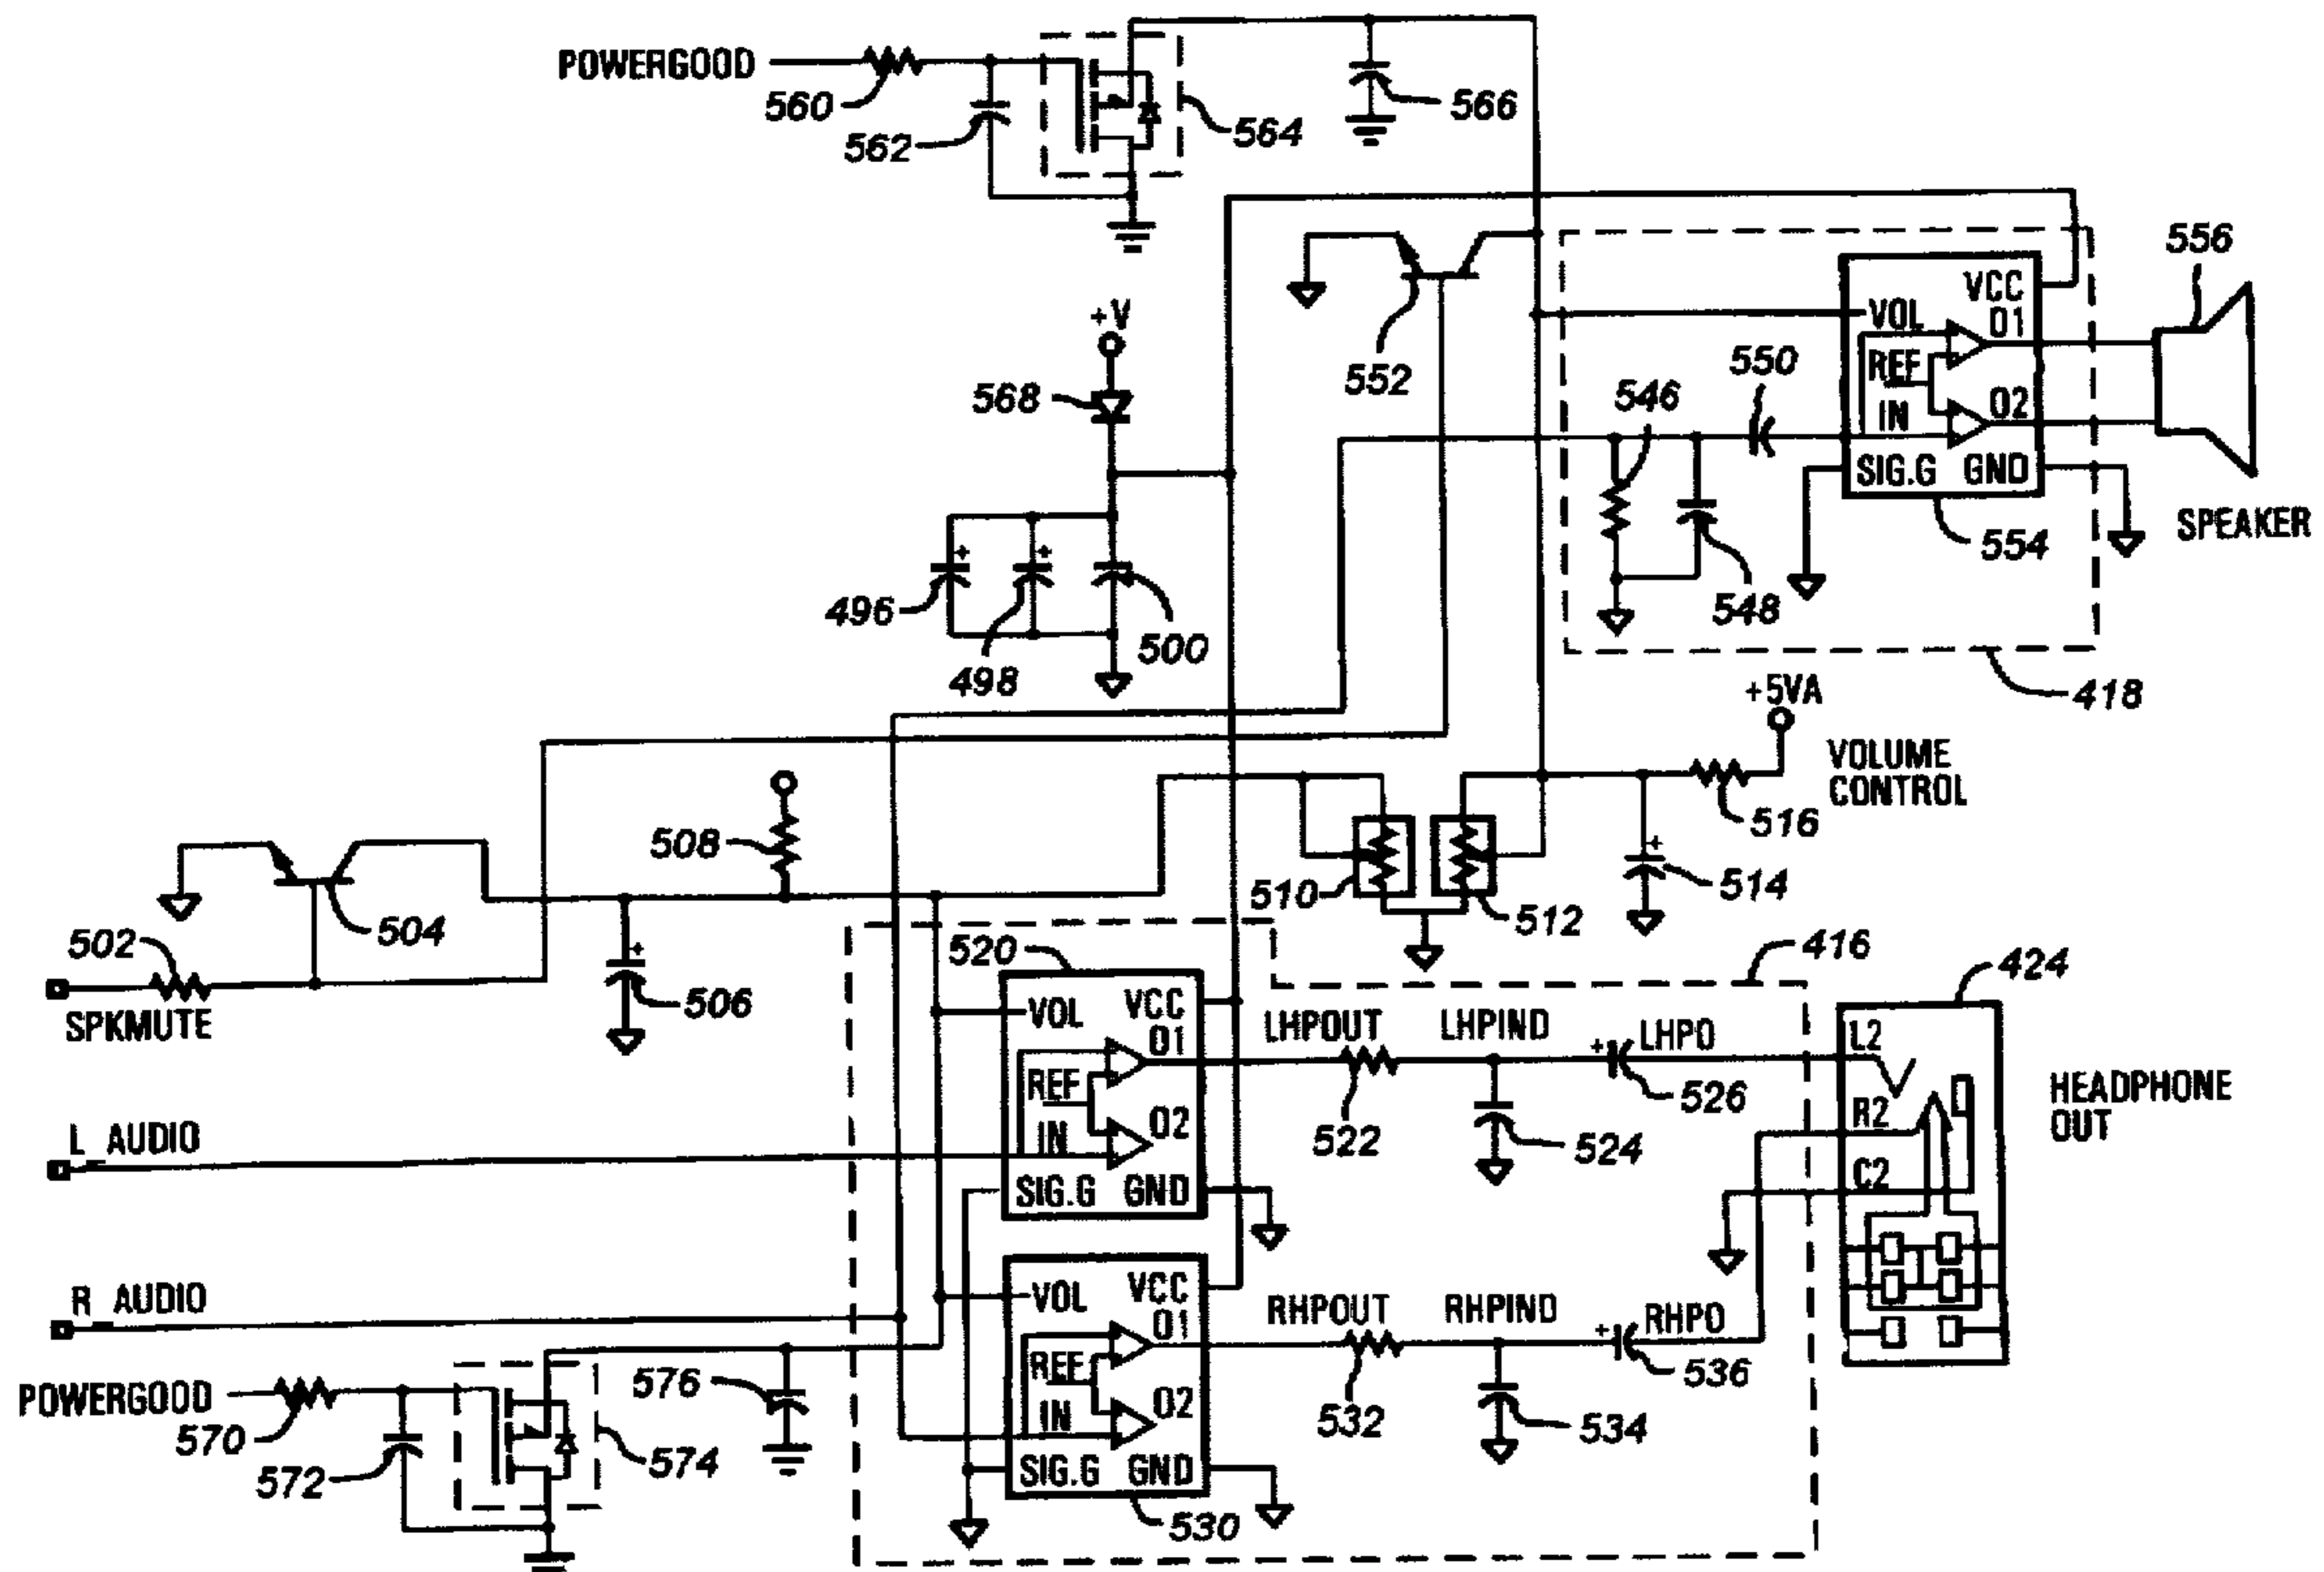 POWERGOOD
560
562
564
566
556
+V
568
552
VOL
VCC
O1
REF
IN
O2
SIG.G GND
550
546
548
554
SPEAKER
418
496
498
500
+5VA
VOLUME
CONTROL
516
514
510
512
508
502
504
506
SPKMUTE
416
424
520
VOL
VCC
O1
REF
IN
O2
SIG.G GND
LHPOUT
LHPIND
LHPO
522
524
526
L2
R2
C2
HEADPHONE
OUT
L_AUDIO
R_AUDIO
VOL
VCC
O1
REF
IN
O2
SIG.G GND
530
RHPOUT
RHPIND
RHPO
532
534
536
POWERGOOD
570
572
574
576